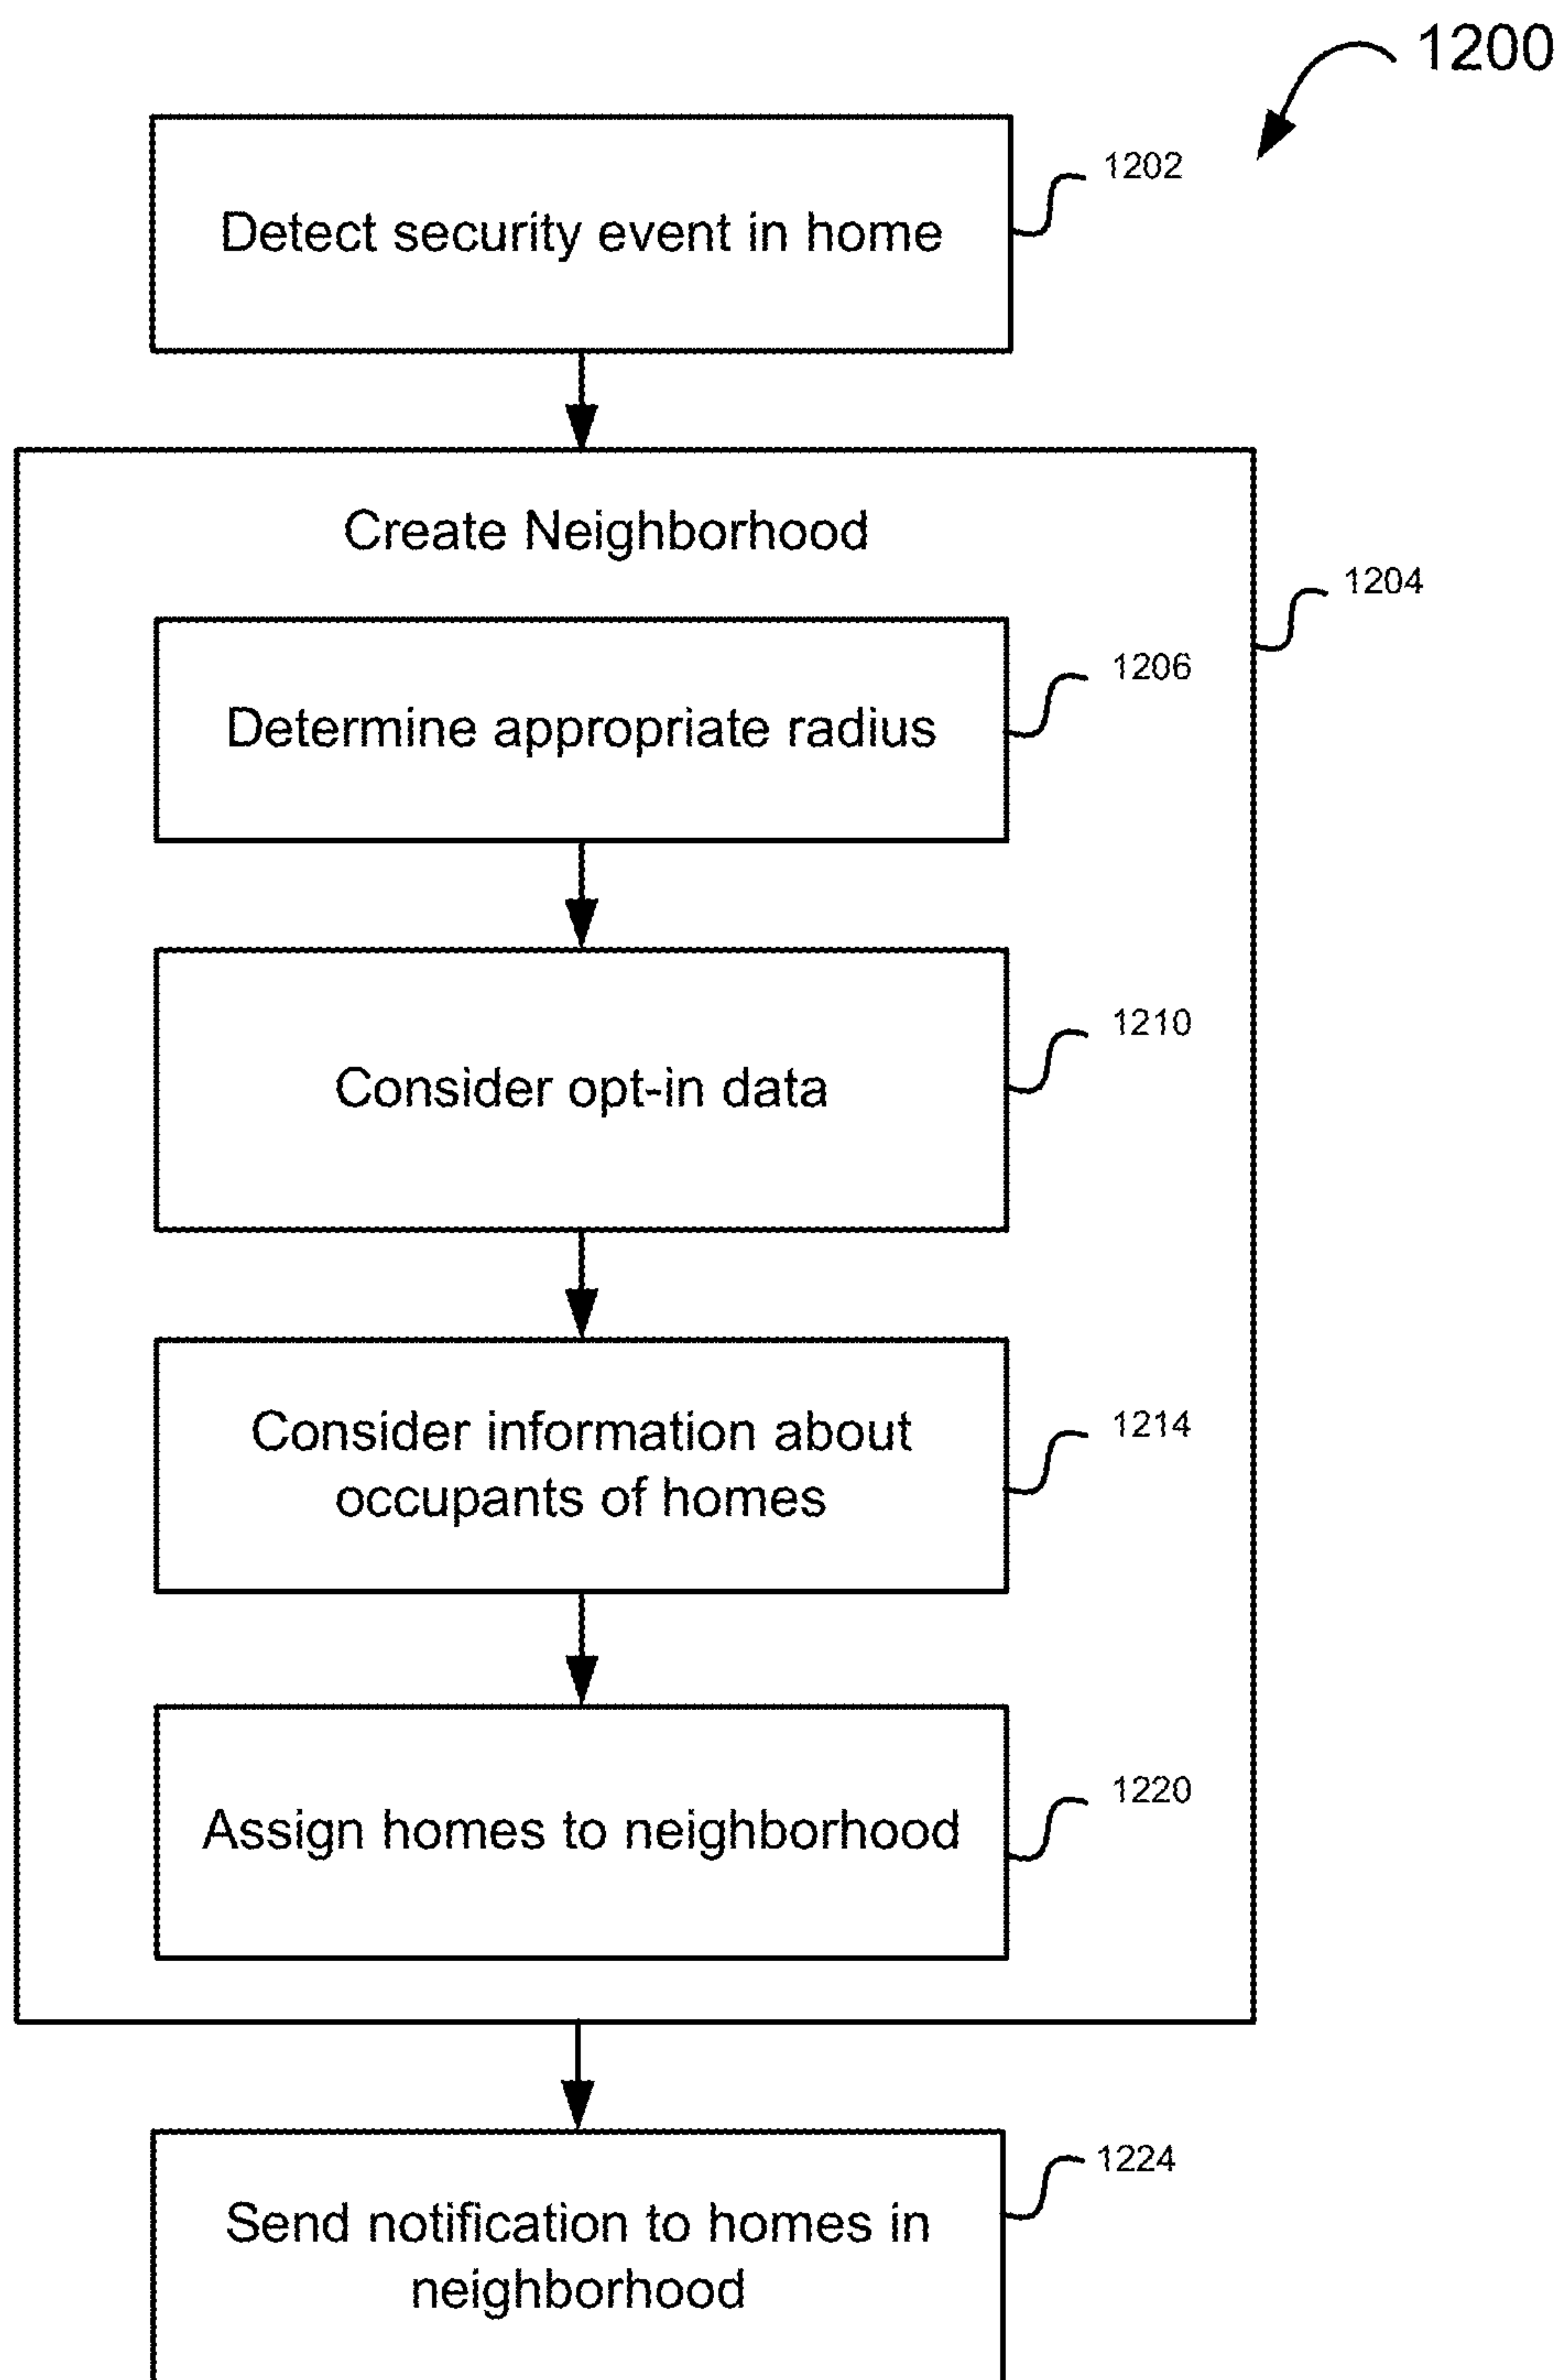 1200
1202
Detect security event in home
Create Neighborhood
1204
1206
Determine appropriate radius
1210
Consider opt-in data
1214
Consider information about
occupants of homes
1220
Assign homes to neighborhood
1224
Send notification to homes in
neighborhood